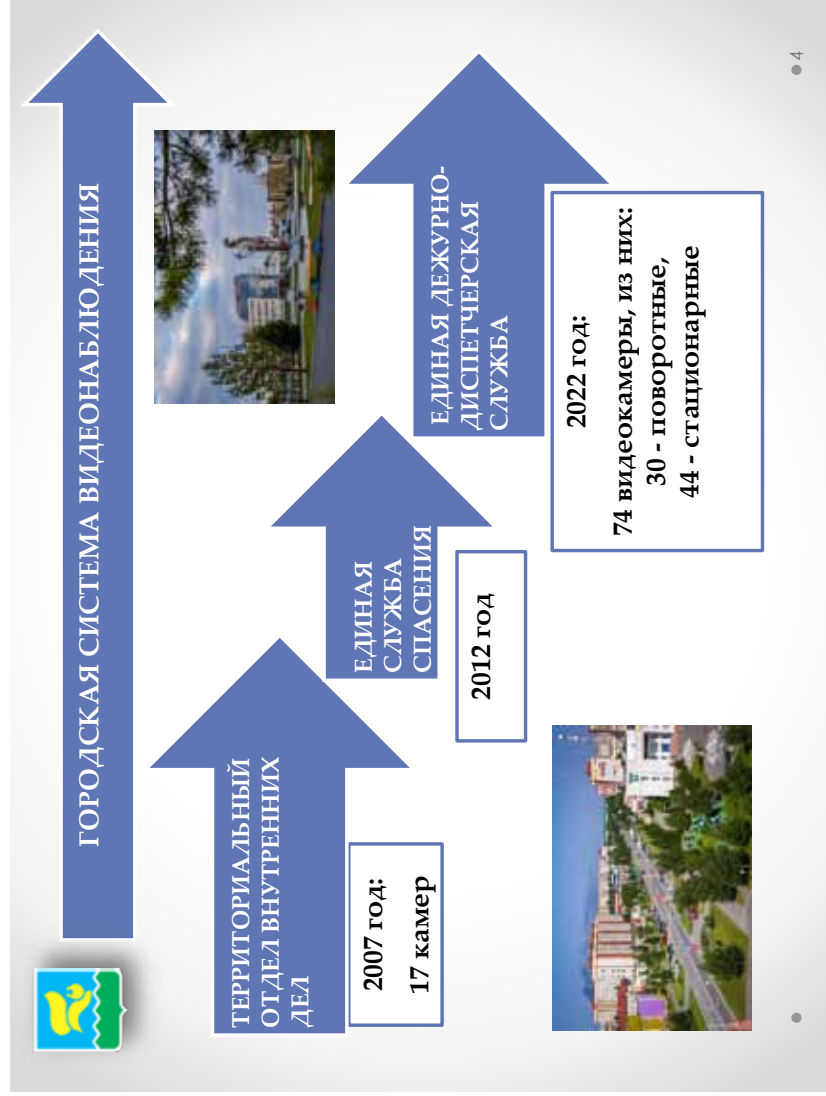 ГОРОДСКАЯ СИСТЕМА ВИДЕОНАБЛЮДЕНИЯ
ТЕРРИТОРИАЛЬНЫЙ
ОТДЕЛ ВНУТРЕННИХ
ДЕЛ
2007 год:
17 камер
ЕДИНАЯ
СЛУЖБА
СПАСЕНИЯ
2012 год
ЕДИНАЯ ДЕЖУРНО-
ДИСПЕТЧЕРСКАЯ
СЛУЖБА
2022 год:
74 видеокамеры, из них:
30 - поворотные,
44 - стационарные
4